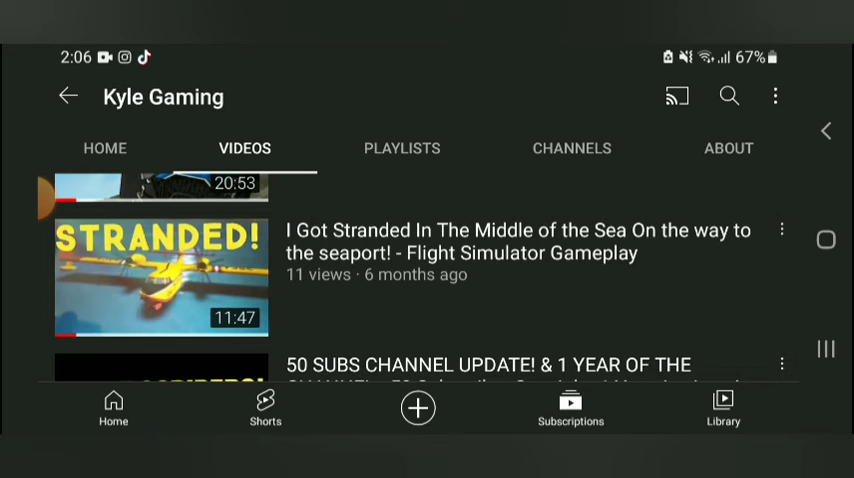 2:06
67%
Kyle Gaming
HOME
VIDEOS
PLAYLISTS
CHANNELS
ABOUT
20:53
STRANDED!
11:47
I Got Stranded In The Middle of the Sea On the way to
the seaport! - Flight Simulator Gameplay
11 views · 6 months ago
50 SUBS CHANNEL UPDATE! & 1 YEAR OF THE
Home
Shorts
Subscriptions
Library